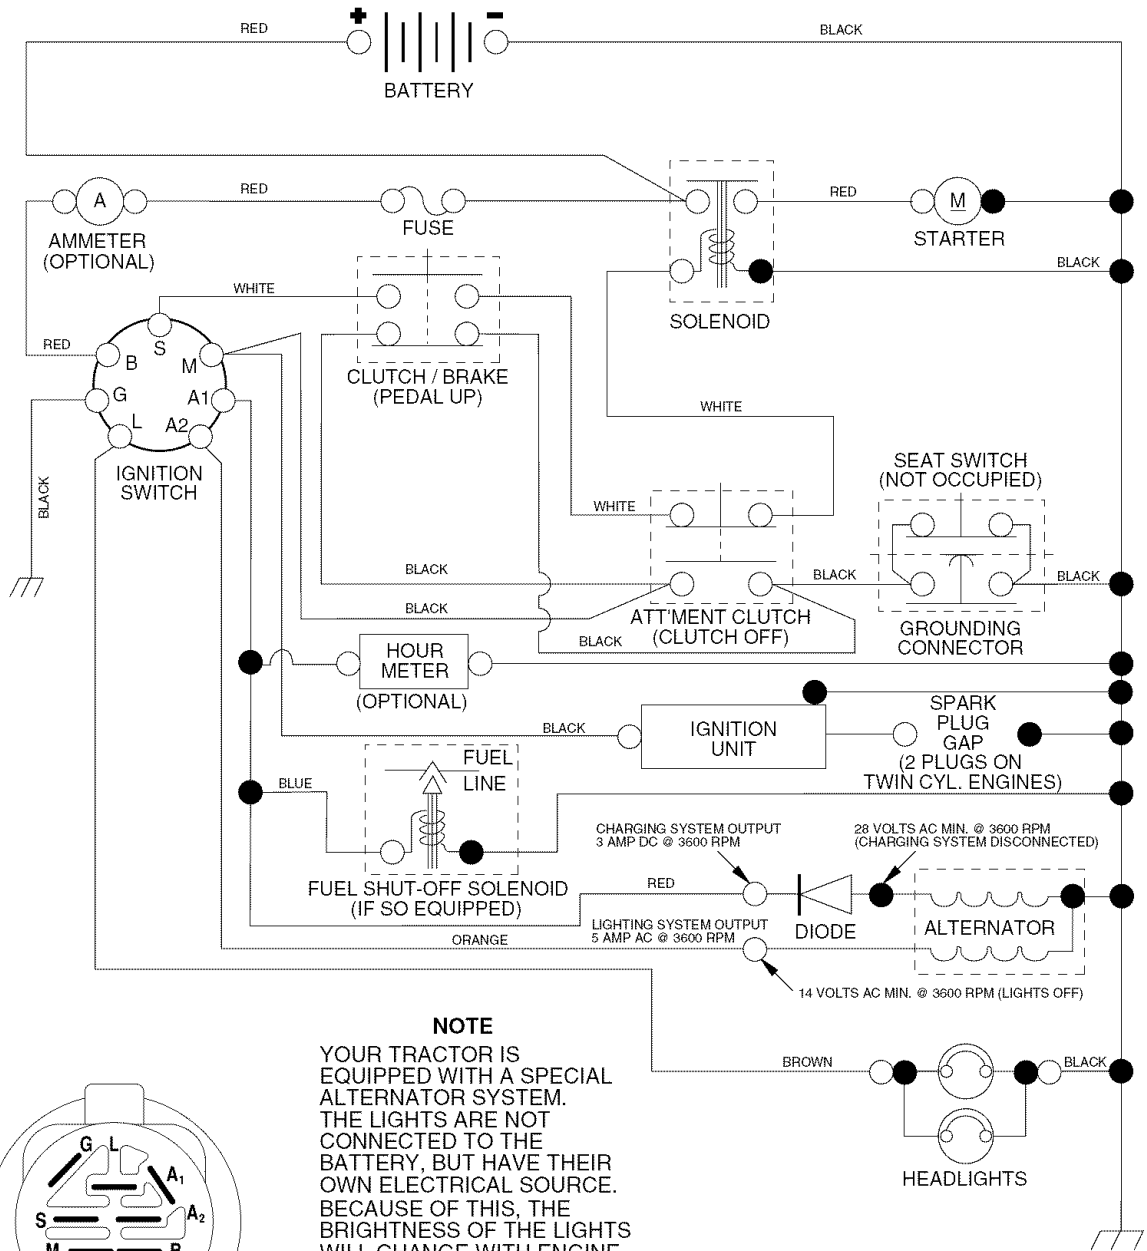 + −
RED
BLACK
BATTERY
A
RED
FUSE
RED
M
AMMETER
(OPTIONAL)
STARTER
BLACK
SOLENOID
WHITE
RED
S
B
M
G
A1
L
A2
CLUTCH / BRAKE
(PEDAL UP)
IGNITION
SWITCH
BLACK
WHITE
SEAT SWITCH
(NOT OCCUPIED)
WHITE
BLACK
BLACK
BLACK
BLACK
ATT'MENT CLUTCH
(CLUTCH OFF)
GROUNDING
CONNECTOR
BLACK
HOUR
METER
(OPTIONAL)
BLACK
IGNITION
UNIT
SPARK
PLUG
GAP
(2 PLUGS ON
TWIN CYL. ENGINES)
FUEL
LINE
BLUE
FUEL SHUT-OFF SOLENOID
(IF SO EQUIPPED)
CHARGING SYSTEM OUTPUT
3 AMP DC @ 3600 RPM
28 VOLTS AC MIN. @ 3600 RPM
(CHARGING SYSTEM DISCONNECTED)
RED
DIODE
ALTERNATOR
LIGHTING SYSTEM OUTPUT
5 AMP AC @ 3600 RPM
ORANGE
14 VOLTS AC MIN. @ 3600 RPM (LIGHTS OFF)
BROWN
BLACK
HEADLIGHTS
NOTE
YOUR TRACTOR IS
EQUIPPED WITH A SPECIAL
ALTERNATOR SYSTEM.
THE LIGHTS ARE NOT
CONNECTED TO THE
BATTERY, BUT HAVE THEIR
OWN ELECTRICAL SOURCE.
BECAUSE OF THIS, THE
BRIGHTNESS OF THE LIGHTS
WILL CHANGE WITH ENGINE
G L
A1
A2
S
M
B